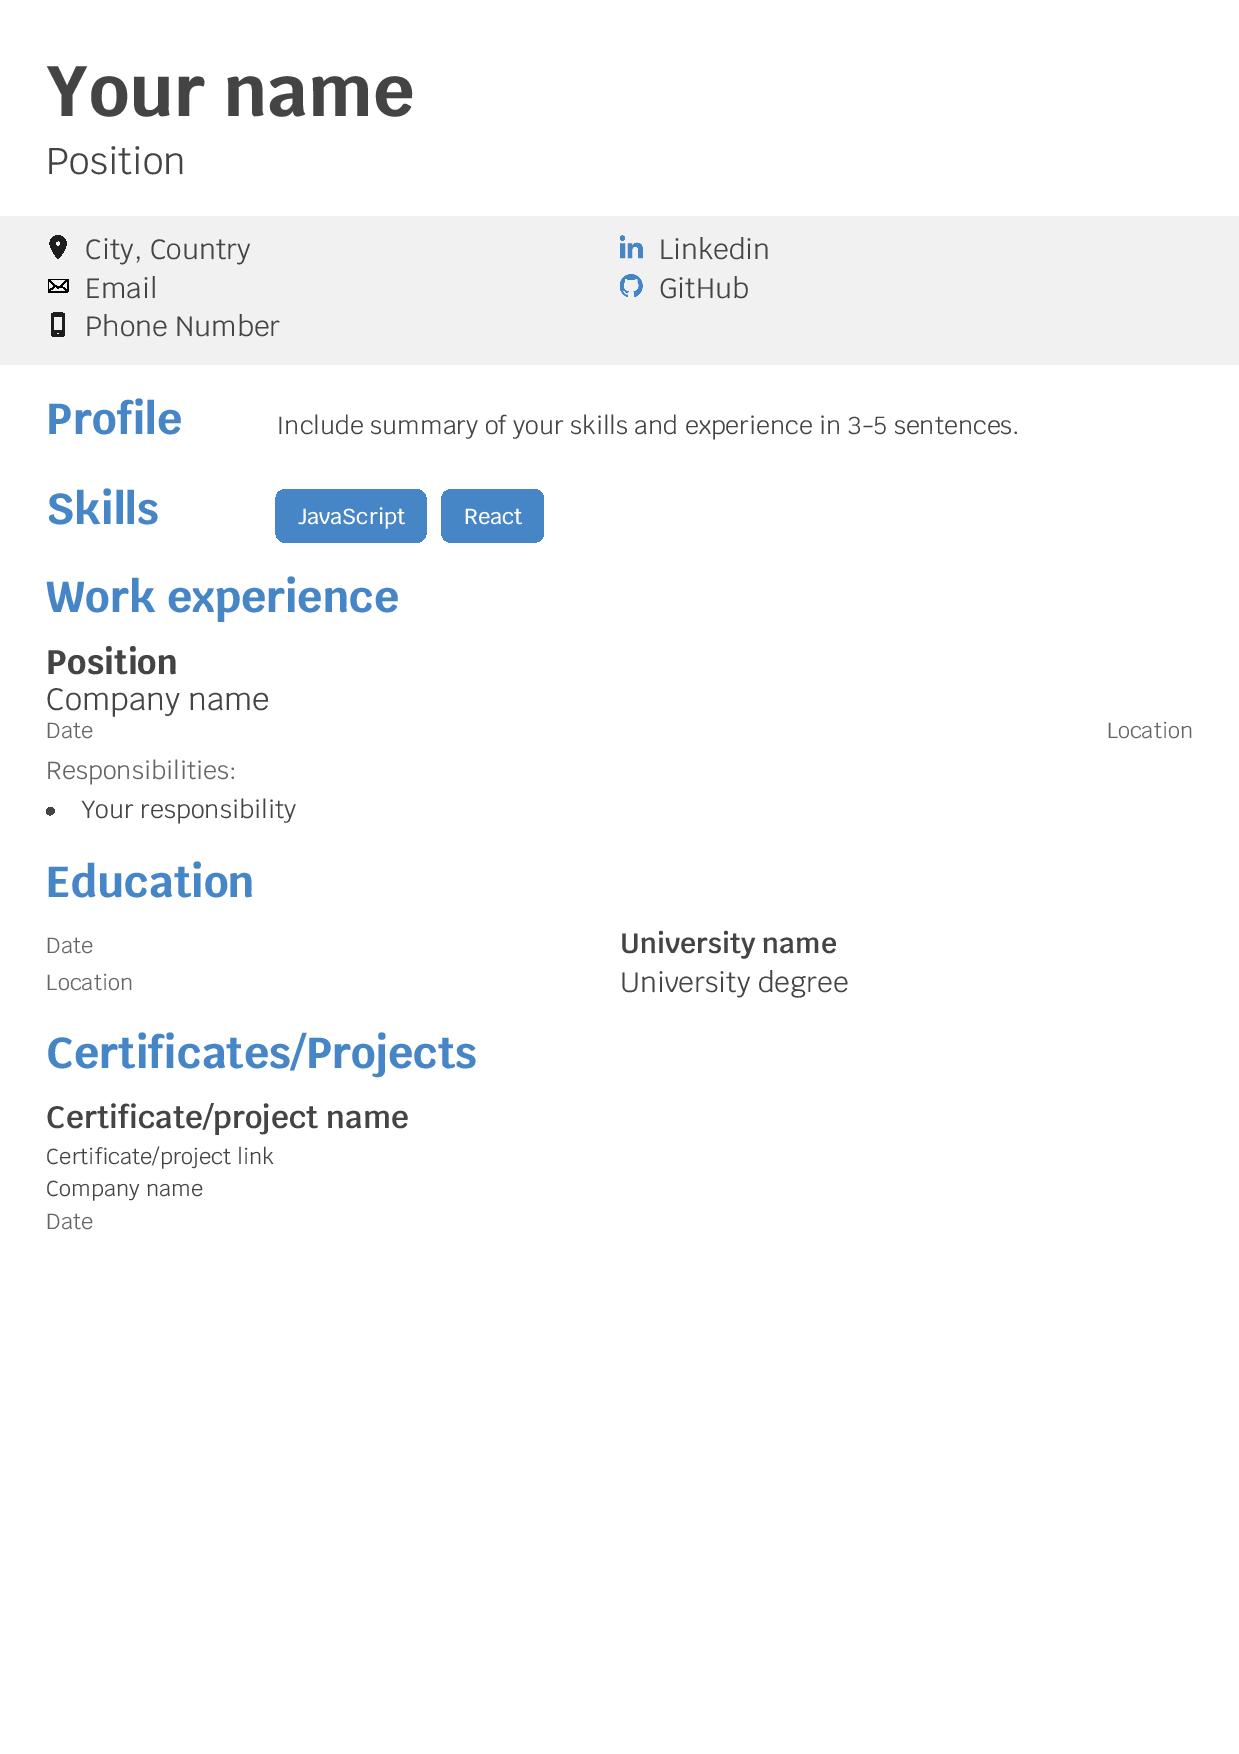 Your name
Position
City, Country
Linkedin
Email
GitHub
Phone Number
Profile Include summary of your skills and experience in 3-5 sentences.
Skills JavaScript React
Work experience
Position
Company name
Date Location
Responsibilities:
• Your responsibility
Education
Date University name
Location University degree
Certificates/Projects
Certificate/project name
Certificate/project link
Company name
Date